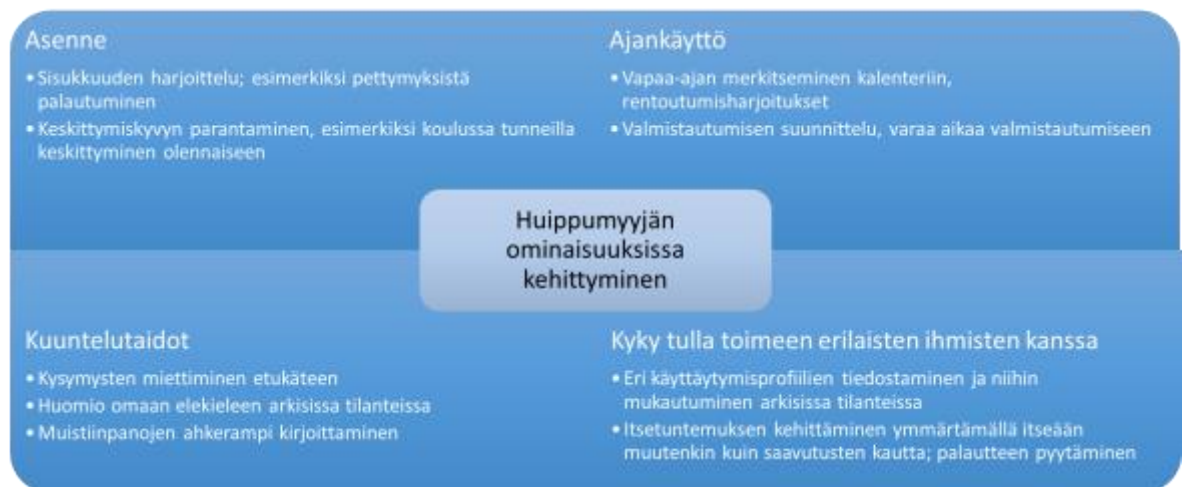 Asenne
• Sisukkuuden harjoittelu; esimerkiksi pettymyksistä
palautuminen
• Keskittymiskyvyn parantaminen, esimerkiksi koulussa tunneilla
keskittyminen olennaiseen
Ajankäyttö
• Vapaa-ajan merkitseminen kalenteriin,
rentoutumisharjoitukset
• Valmistautumisen suunnittelu, varaa aikaa valmistautumiseen
Huippumyyjän
ominaisuuksissa
kehittyminen
Kuuntelutaidot
• Kysymysten miettiminen etukäteen
• Huomio omaan elekieleen arkisissa tilanteissa
• Muistiinpanojen ahkerampi kirjoittaminen
Kyky tulla toimeen erilaisten ihmisten kanssa
• Eri käyttäytymisprofiilien tiedostaminen ja niihin
mukautuminen arkisissa tilanteissa
• Itsetuntemuksen kehittäminen ymmärtämällä itseään
muutenkin kuin saavutusten kautta; palautteen pyytäminen